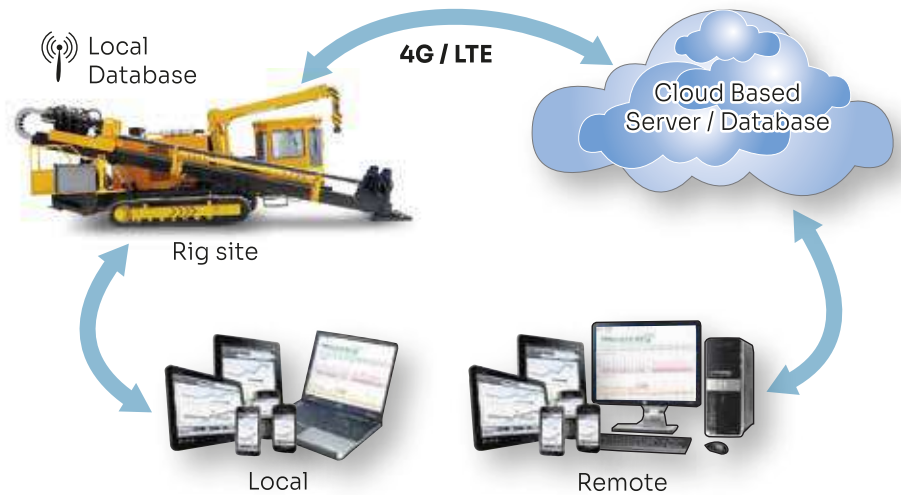 Local
Database
4G / LTE
Cloud Based
Server / Database
Rig site
Local
Remote